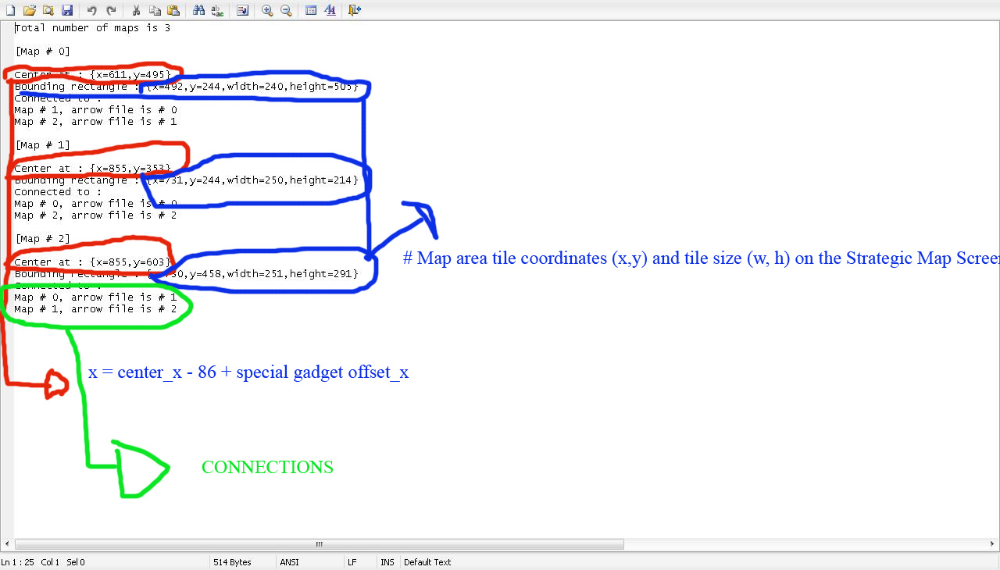 Total number of maps is 3
[Map # 0]
Center at : {x=611,y=495}
Bounding rectangle : {x=492,y=244,width=240,height=505}
Connected to :
Map # 1, arrow file is # 0
Map # 2, arrow file is # 1
[Map # 1]
Center at : {x=855,y=353}
Bounding rectangle : {x=731,y=244,width=250,height=214}
Connected to :
Map # 0, arrow file is # 0
Map # 2, arrow file is # 2
[Map # 2]
Center at : {x=855,y=603}
# Map area tile coordinates (x,y) and tile size (w, h) on the Strategic Map Screen
Bounding rectangle : {x=730,y=458,width=251,height=291}
Connected to :
Map # 0, arrow file is # 1
Map # 1, arrow file is # 2
x = center_x - 86 + special gadget offset_x
CONNECTIONS
Ln 1 : 25 Col 1 Sel 0 514 Bytes ANSI LF INS Default Text